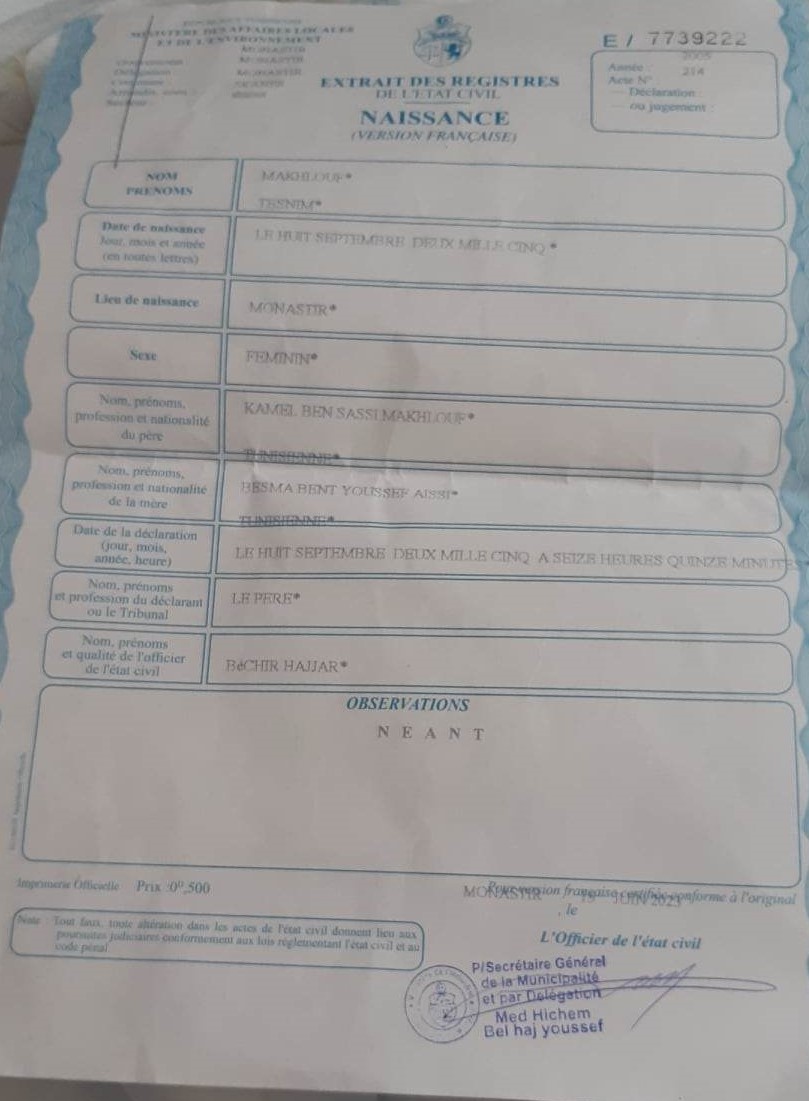 REPUBLIQUE TUNISIENNE
MINISTERE DES AFFAIRES LOCALES
ET DE L'ENVIRONNEMENT
Gouvernorat MONASTIR
Délégation MONASTIR
Commune MONASTIR
E / 7739222
Année : 2005
Acte N° 214
— Déclaration
— ou jugement :
EXTRAIT DES REGISTRES
DE L'ETAT CIVIL
NAISSANCE
(VERSION FRANÇAISE)
NOM
PRENOMS
MAKHLOUF*
TESNIM*
Date de naissance
Jour, mois et année
(en toutes lettres)
LE HUIT SEPTEMBRE DEUX MILLE CINQ *
Lieu de naissance
MONASTIR*
Sexe
FEMININ*
Nom, prénoms,
profession et nationalité
du père
KAMEL BEN SASSI MAKHLOUF*
TUNISIENNE*
Nom, prénoms,
profession et nationalité
de la mère
BESMA BENT YOUSSEF AISSI*
TUNISIENNE*
Date de la déclaration
(jour, mois,
année, heure)
LE HUIT SEPTEMBRE DEUX MILLE CINQ A SEIZE HEURES QUINZE MINUTES
Nom, prénoms
et profession du déclarant
ou le Tribunal
LE PERE*
Nom, prénoms
et qualité de l'officier
de l'état civil
BéCHIR HAJJAR*
OBSERVATIONS
N E A N T
Imprimerie Officielle Prix :0ᴰ,500
Pour version française certifiée conforme à l'original
MONASTIR JUIN 2023
, le
Note : Tout faux, toute altération dans les actes de l'état civil donnent lieu aux
poursuites judiciaires conformement aux lois réglementant l'état civil et au
code pénal
L'Officier de l'état civil
P/Secrétaire Général
de la Municipalité
et par Délégation
Med Hichem
Bel haj youssef